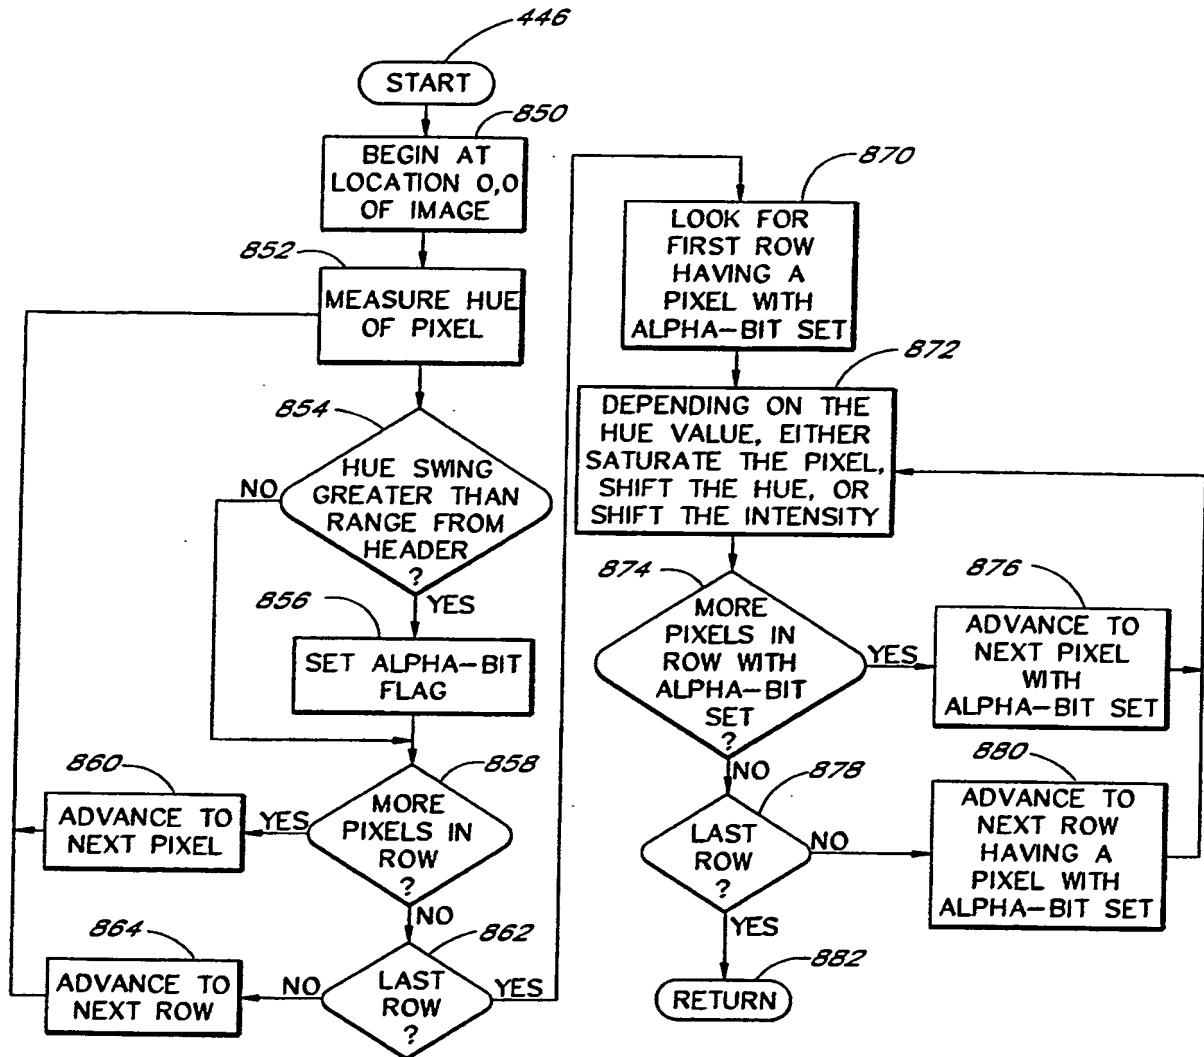 446
START
850
BEGIN AT
LOCATION 0,0
OF IMAGE
852
MEASURE HUE
OF PIXEL
854
HUE SWING
GREATER THAN
RANGE FROM
HEADER
?
NO
YES
856
SET ALPHA-BIT
FLAG
858
MORE
PIXELS IN
ROW
?
YES
860
ADVANCE TO
NEXT PIXEL
NO
862
LAST
ROW
?
NO
864
ADVANCE TO
NEXT ROW
YES
870
LOOK FOR
FIRST ROW
HAVING A
PIXEL WITH
ALPHA-BIT SET
872
DEPENDING ON THE
HUE VALUE, EITHER
SATURATE THE PIXEL,
SHIFT THE HUE, OR
SHIFT THE INTENSITY
874
MORE
PIXELS IN
ROW WITH
ALPHA-BIT
SET
?
YES
876
ADVANCE TO
NEXT PIXEL
WITH
ALPHA-BIT SET
NO
878
LAST
ROW
?
NO
880
ADVANCE TO
NEXT ROW
HAVING A
PIXEL WITH
ALPHA-BIT SET
YES
882
RETURN